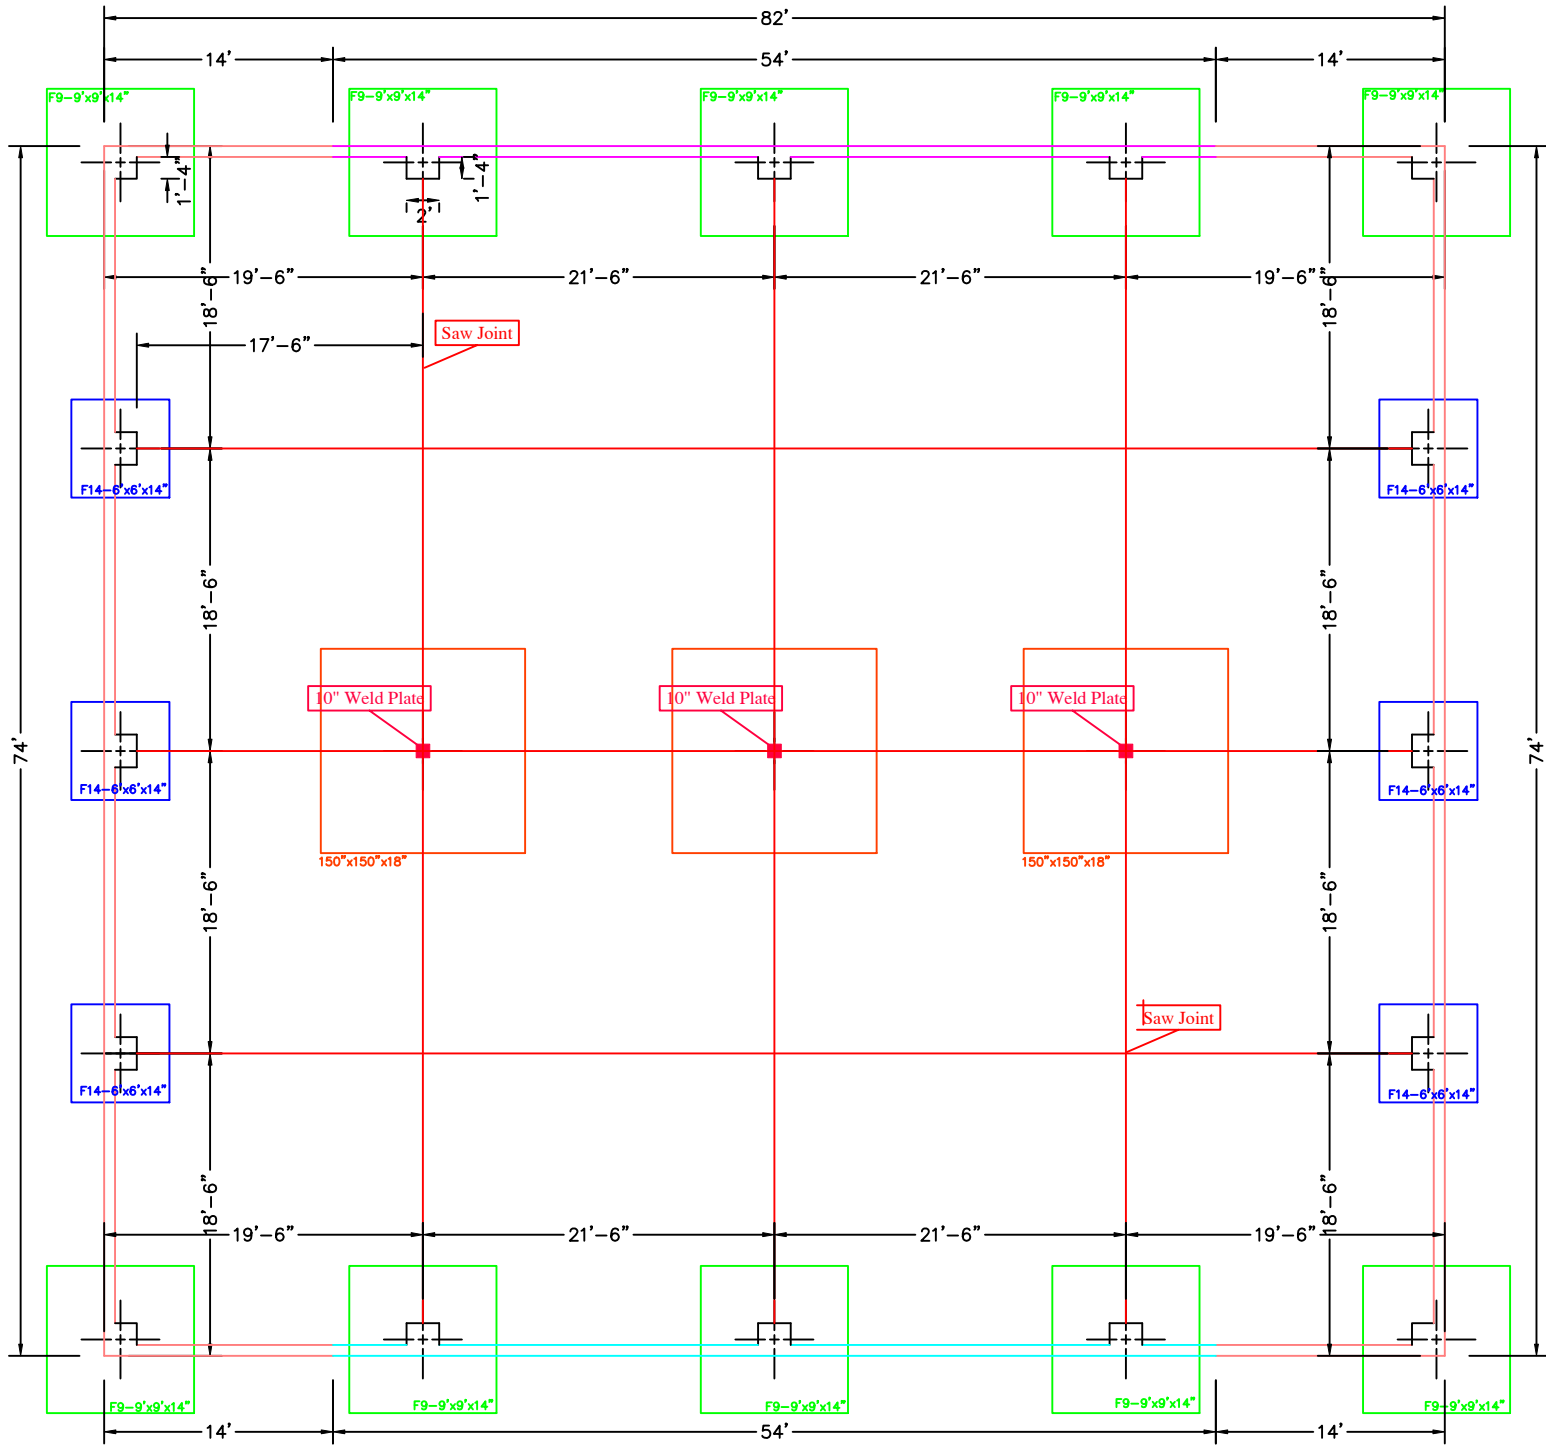 82'
14'
54'
14'
F9-9'x9'x14"
F9-9'x9'x14"
F9-9'x9'x14"
F9-9'x9'x14"
F9-9'x9'x14"
1'-4"
1'-4"
2'
19'-6"
21'-6"
21'-6"
19'-6"
18'-6"
18'-6"
17'-6"
Saw Joint
F14-6'x6'x14"
F14-6'x6'x14"
18'-6"
18'-6"
10" Weld Plate
10" Weld Plate
10" Weld Plate
74'
74'
F14-6'x6'x14"
F14-6'x6'x14"
150"x150"x18"
150"x150"x18"
18'-6"
18'-6"
Saw Joint
F14-6'x6'x14"
F14-6'x6'x14"
18'-6"
18'-6"
19'-6"
21'-6"
21'-6"
19'-6"
F9-9'x9'x14"
F9-9'x9'x14"
F9-9'x9'x14"
F9-9'x9'x14"
F9-9'x9'x14"
14'
54'
14'